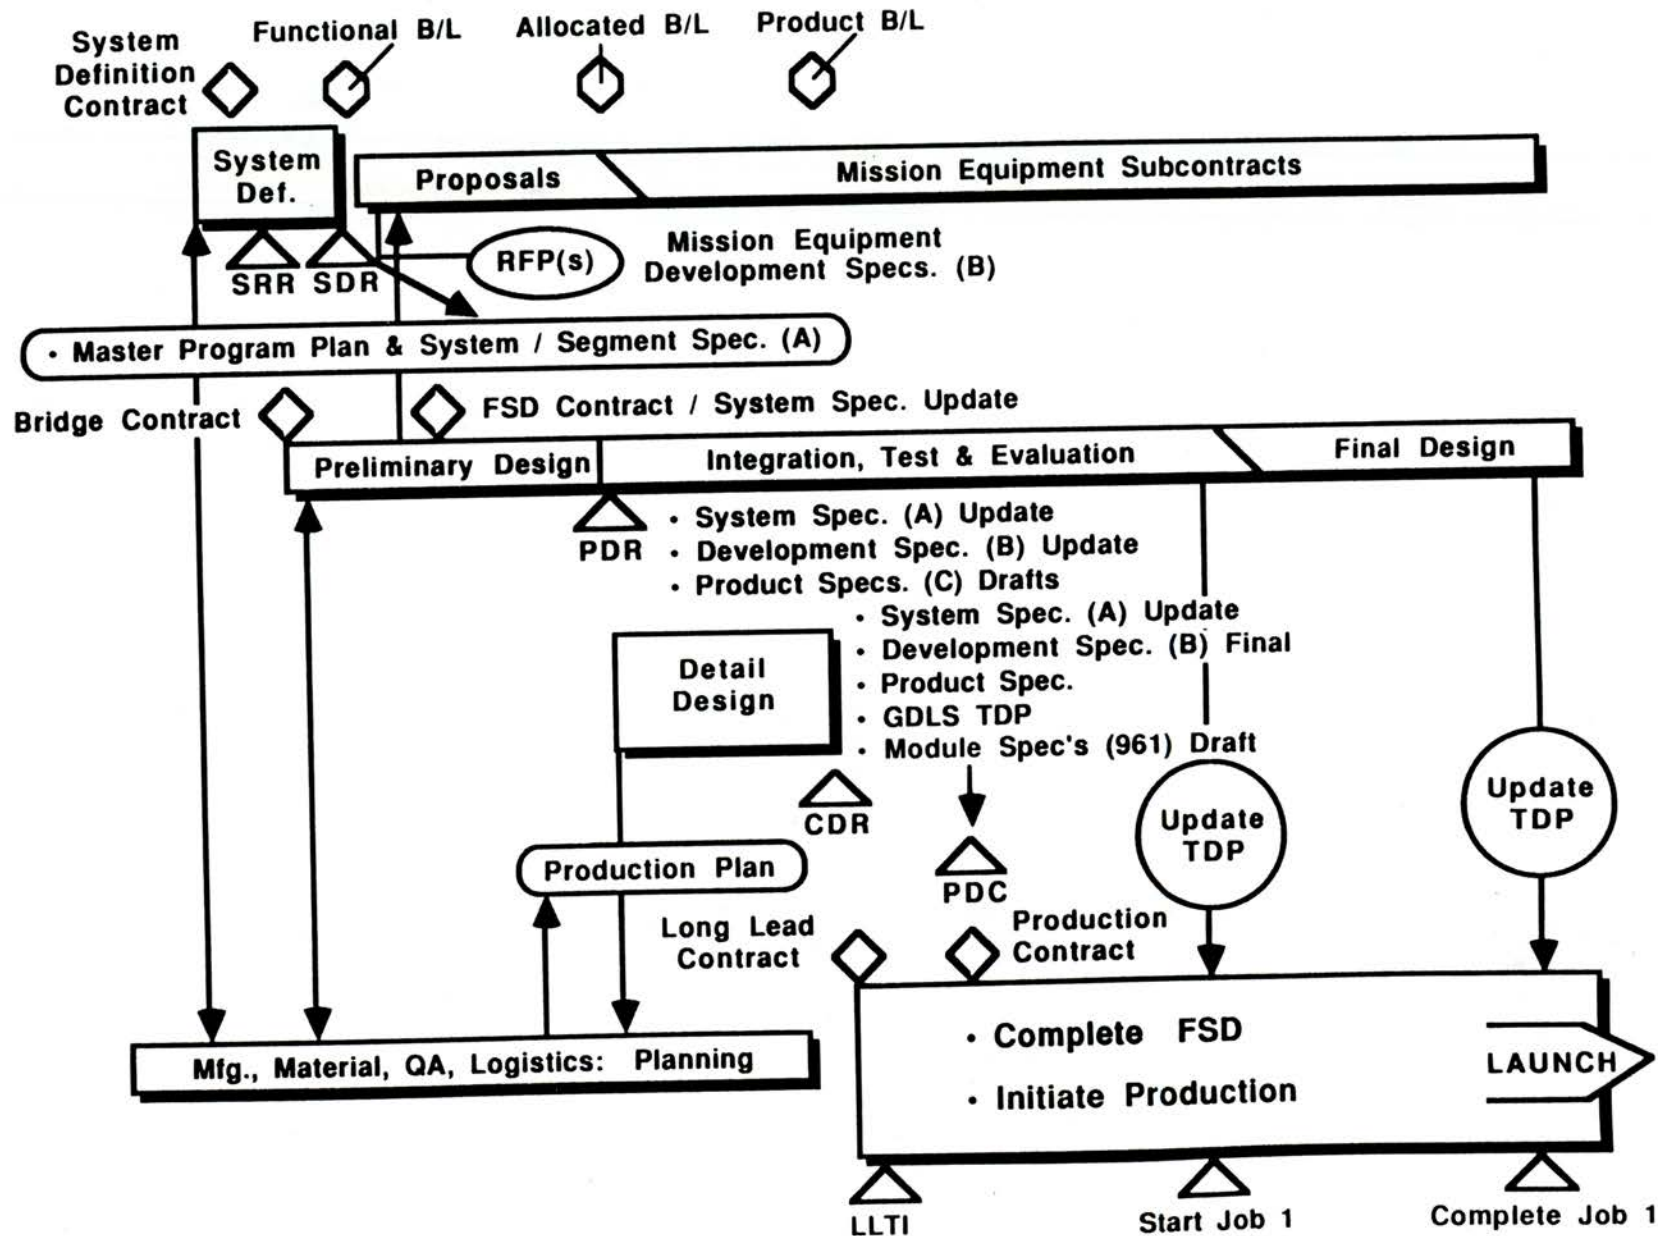 System
Definition
Contract
Functional B/L
Allocated B/L
Product B/L
System
Def.
Proposals
Mission Equipment Subcontracts
SRR
SDR
RFP(s)
Mission Equipment
Development Specs. (B)
• Master Program Plan & System / Segment Spec. (A)
Bridge Contract
FSD Contract / System Spec. Update
Preliminary Design
Integration, Test & Evaluation
Final Design
PDR
• System Spec. (A) Update
• Development Spec. (B) Update
• Product Specs. (C) Drafts
• System Spec. (A) Update
• Development Spec. (B) Final
• Product Spec.
• GDLS TDP
• Module Spec's (961) Draft
Detail
Design
CDR
PDC
Update
TDP
Update
TDP
Production Plan
Long Lead
Contract
Production
Contract
Mfg., Material, QA, Logistics: Planning
• Complete FSD
• Initiate Production
LAUNCH
LLTI
Start Job 1
Complete Job 1